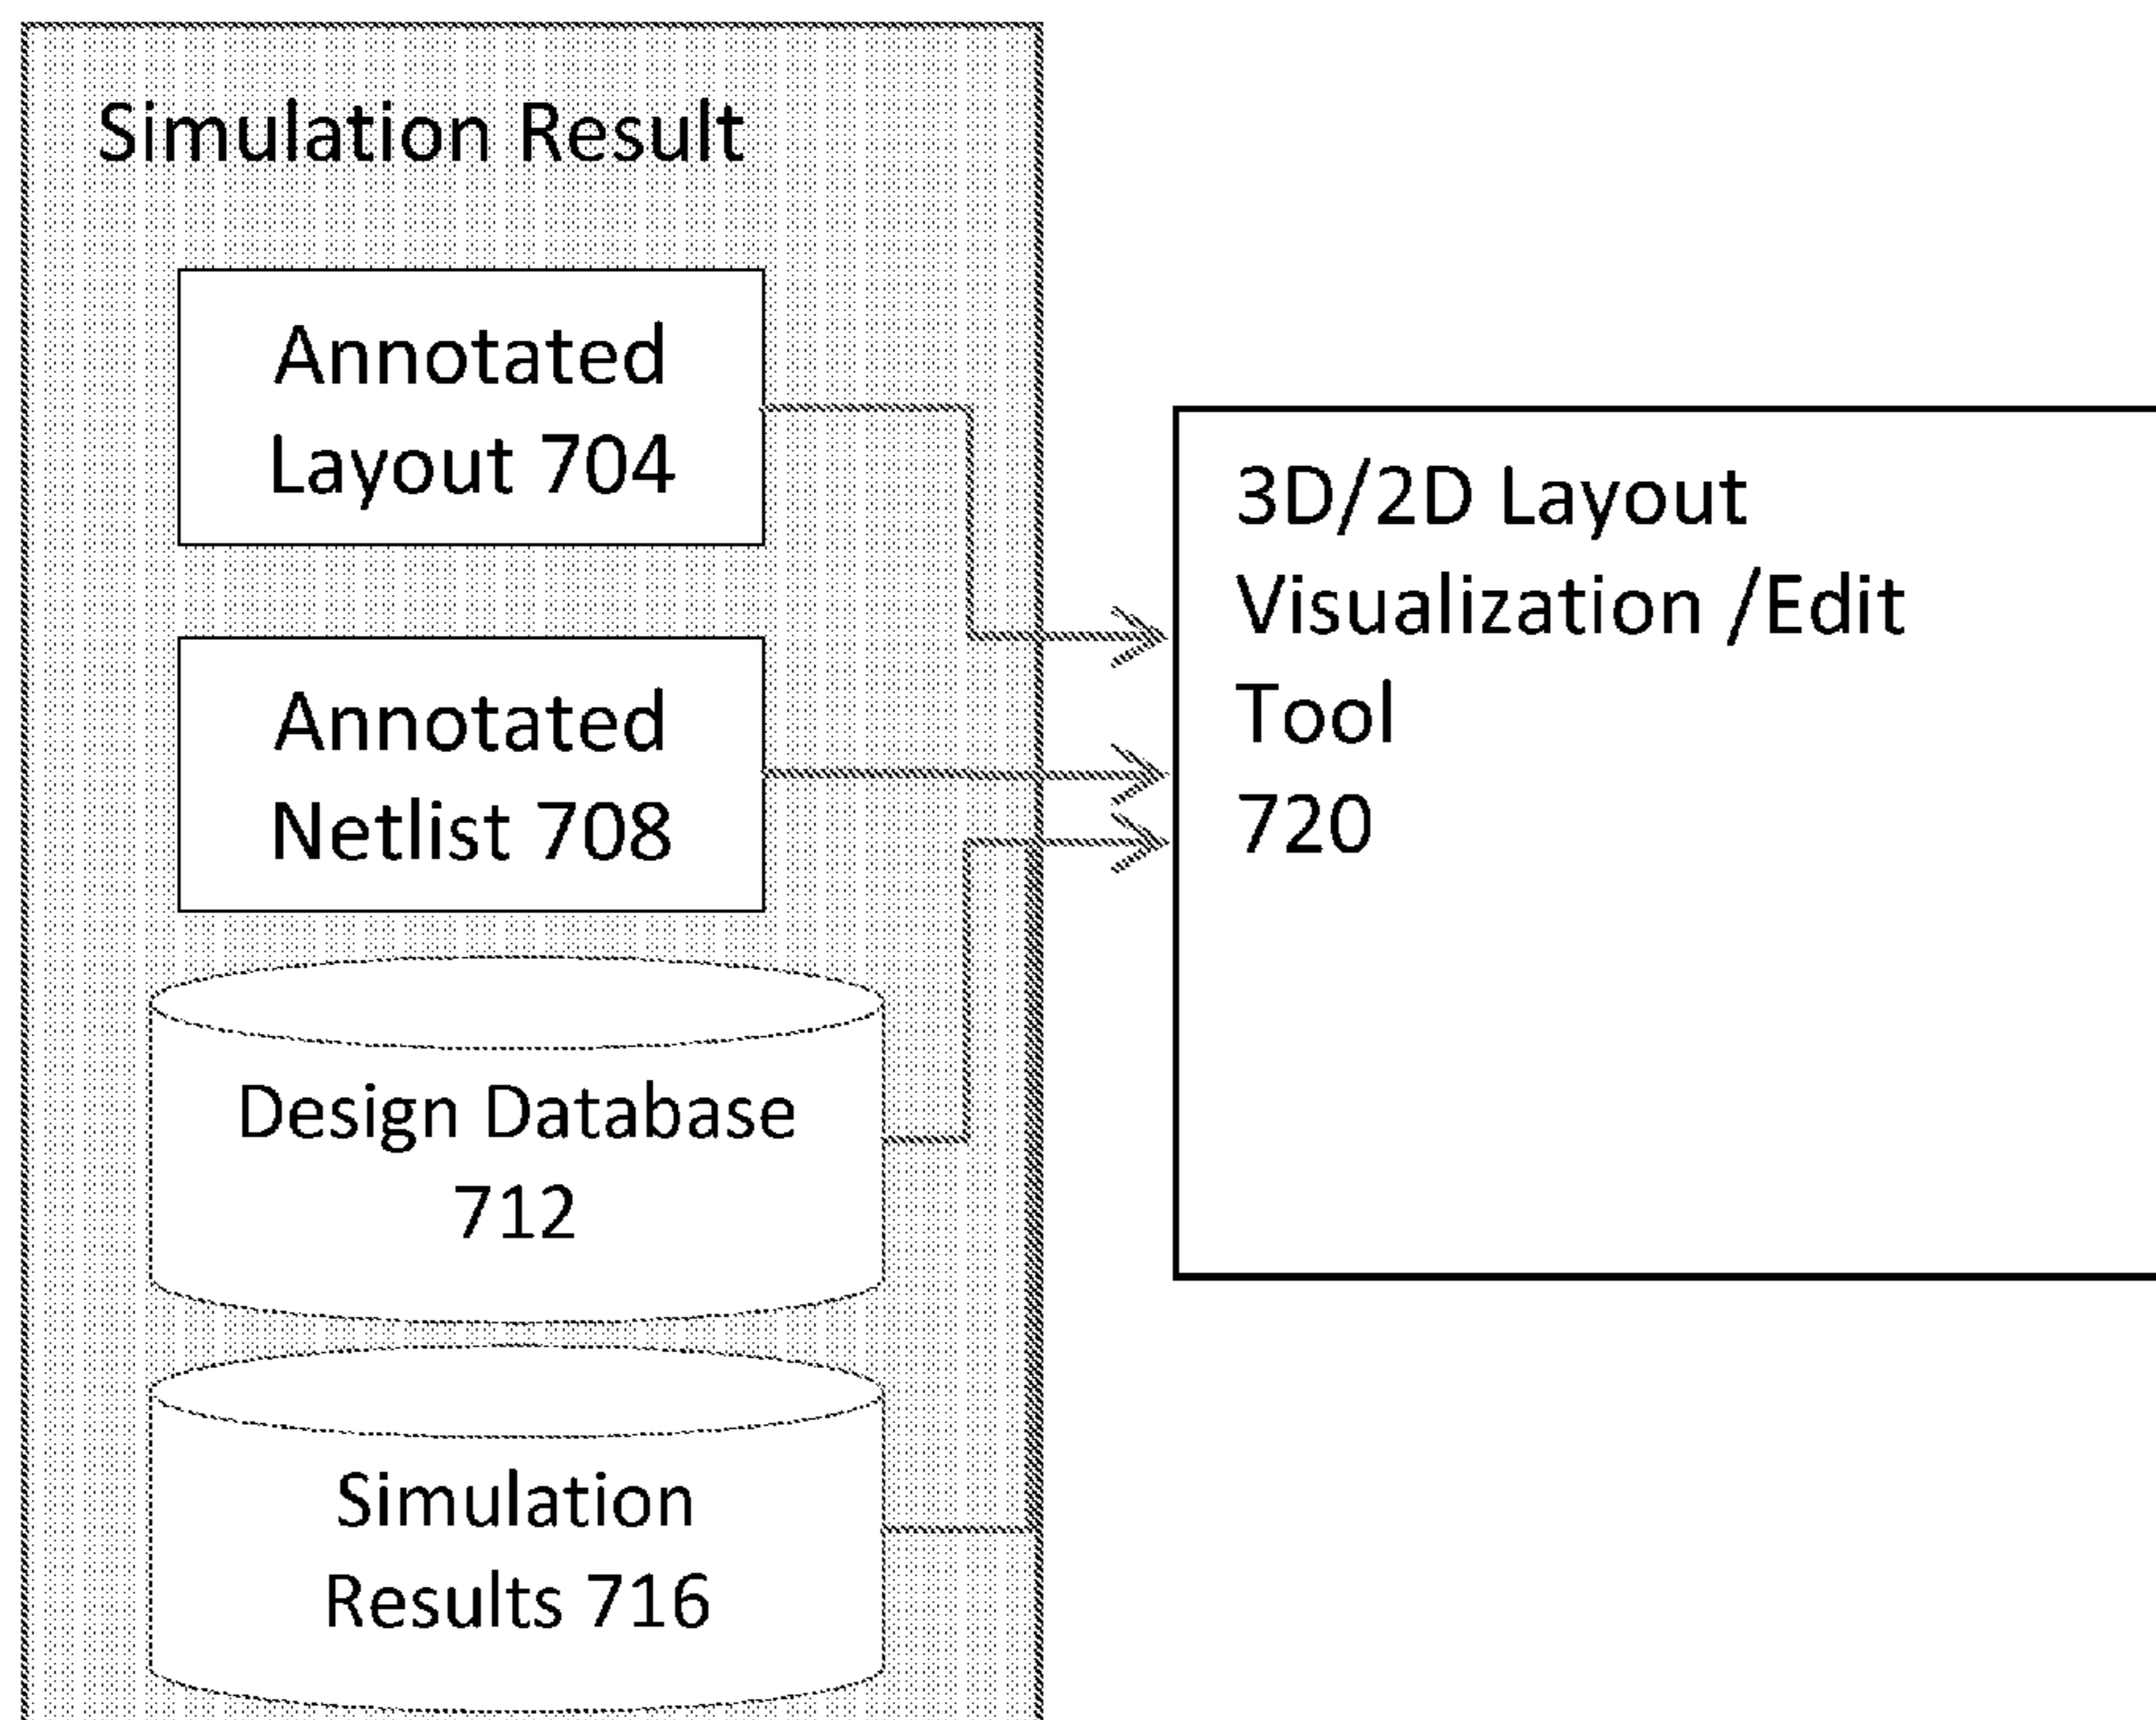 Simulation Result
Annotated
Layout 704
Annotated
Netlist 708
Design Database
712
Simulation
Results 716
3D/2D Layout
Visualization /Edit
Tool
720